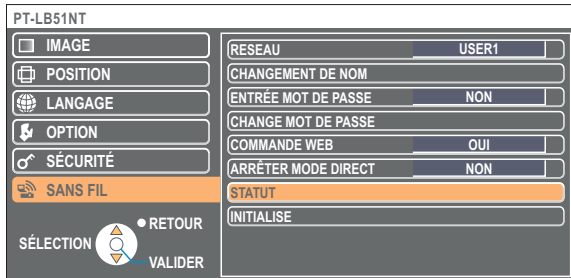 PT-LB51NT
IMAGE
POSITION
LANGAGE
OPTION
SÉCURITÉ
SANS FIL
RETOUR
SÉLECTION
VALIDER
RESEAU USER1
CHANGEMENT DE NOM
ENTRÉE MOT DE PASSE NON
CHANGE MOT DE PASSE
COMMANDE WEB OUI
ARRÊTER MODE DIRECT NON
STATUT
INITIALISE